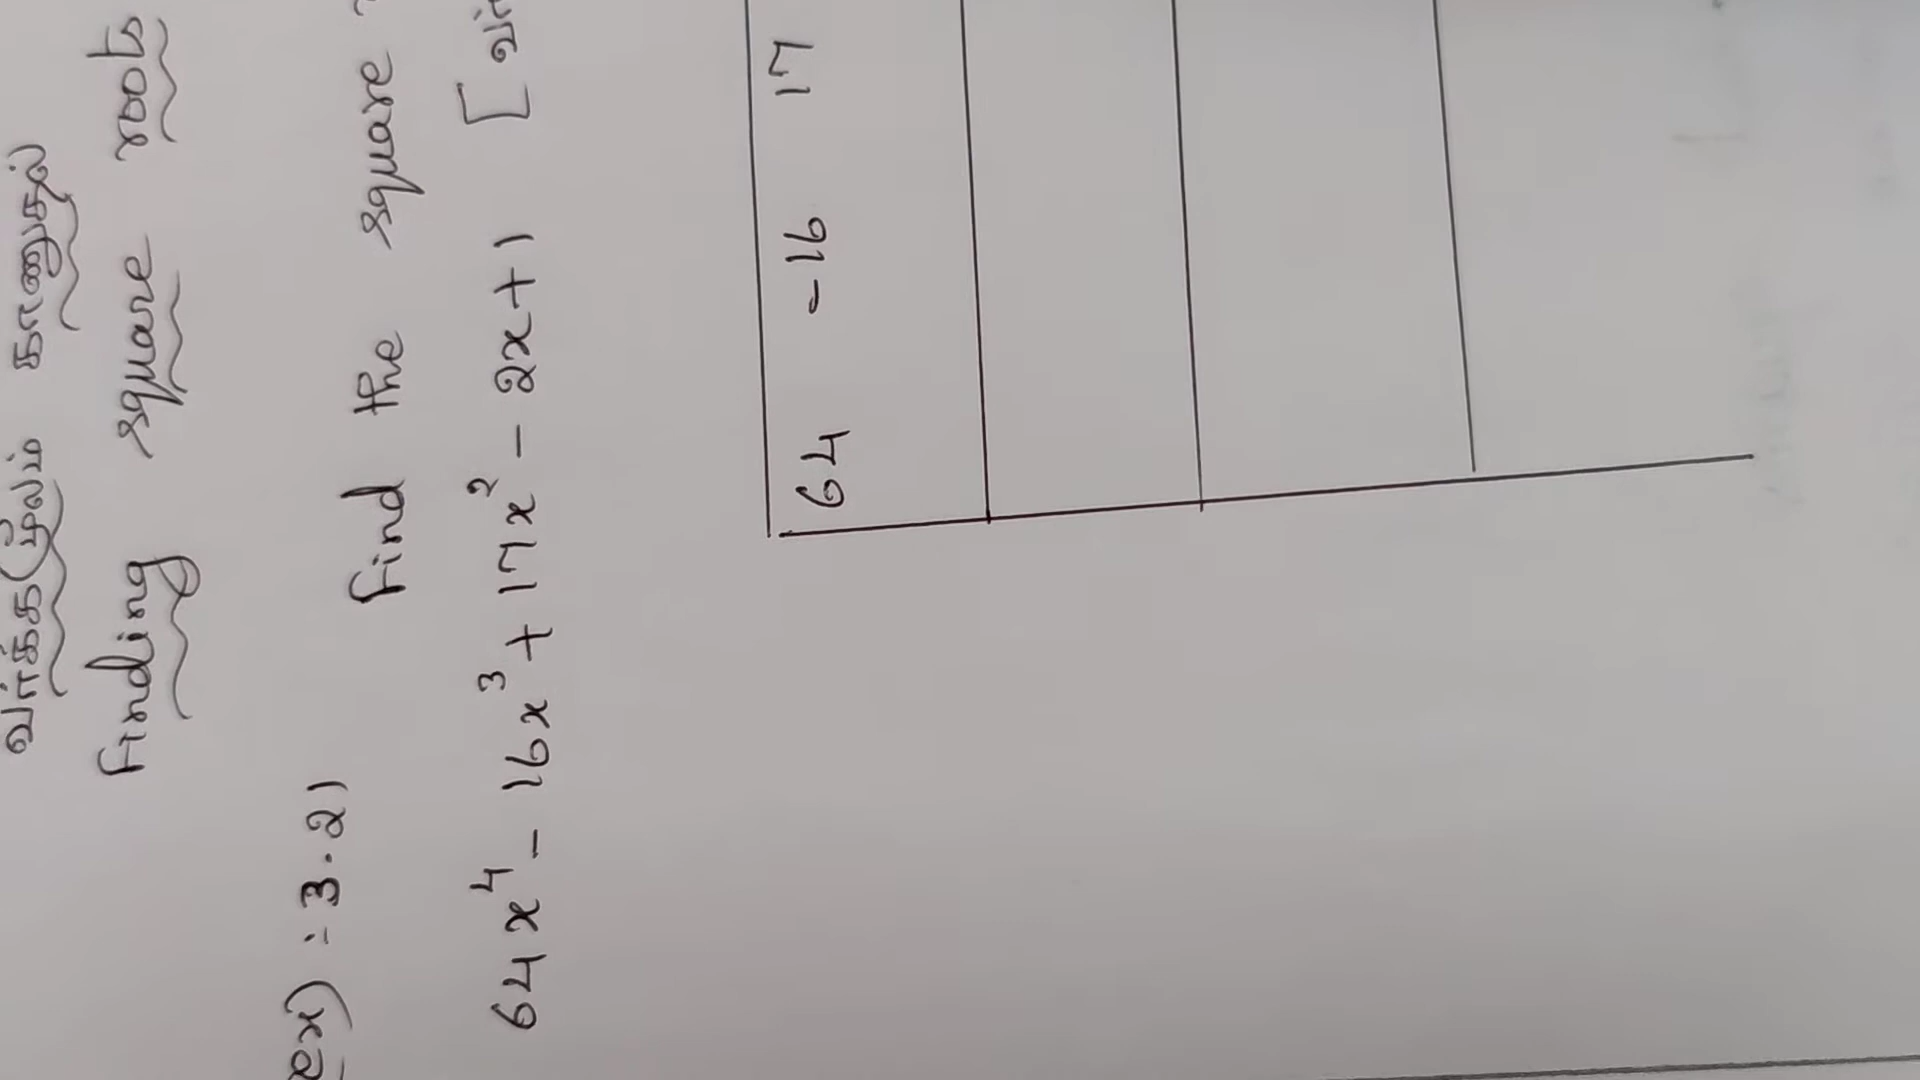 வர்க்கமூலம் காணுதல்
Finding square root
(ex) : 3.21
Find the square
64x⁴ - 16x³ + 17x² - 2x + 1 [
64 -16 17